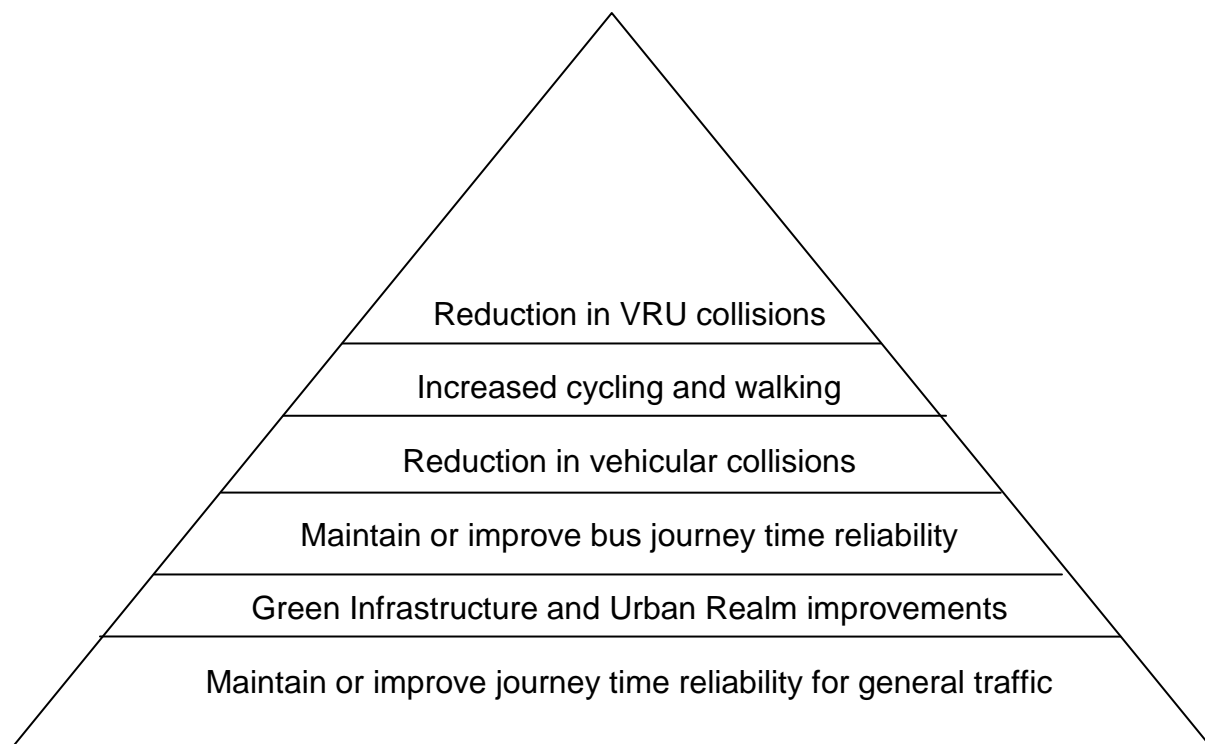 Reduction in VRU collisions
Increased cycling and walking
Reduction in vehicular collisions
Maintain or improve bus journey time reliability
Green Infrastructure and Urban Realm improvements
Maintain or improve journey time reliability for general traffic